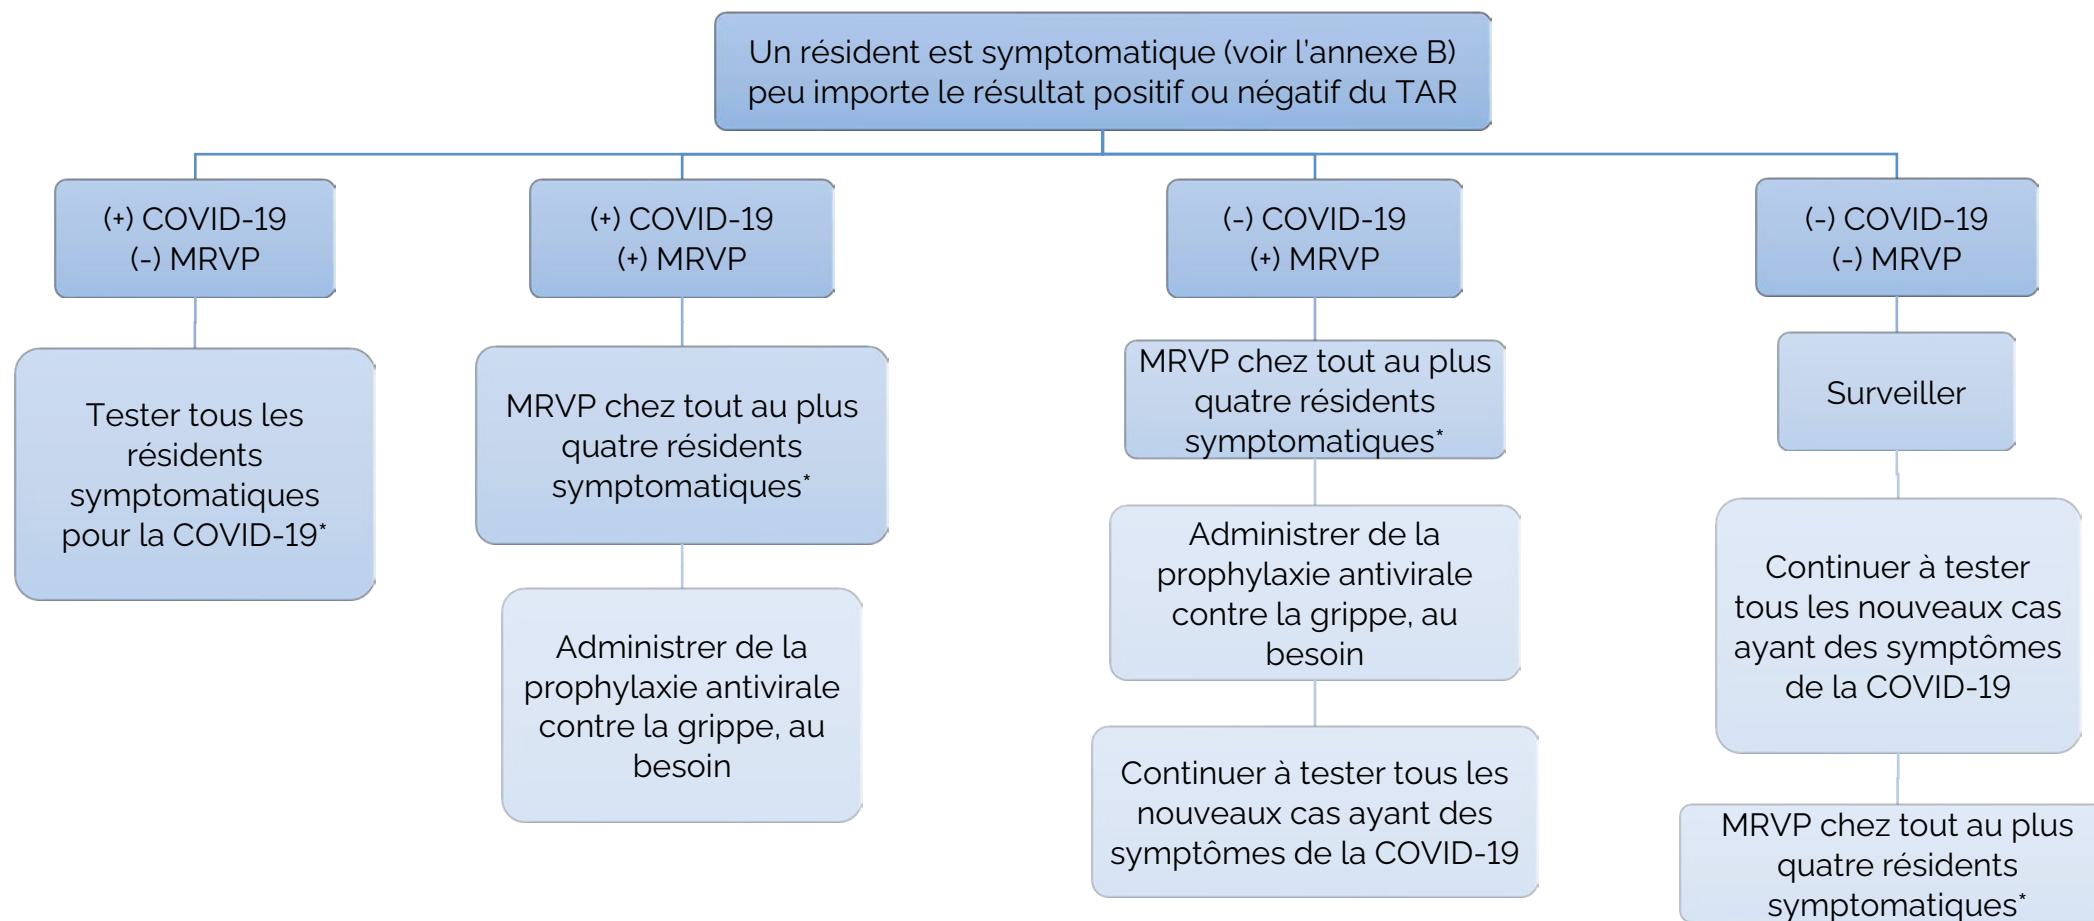 Un résident est symptomatique (voir l'annexe B)
peu importe le résultat positif ou négatif du TAR
(+) COVID-19
(-) MRVP
Tester tous les
résidents
symptomatiques
pour la COVID-19*
(+) COVID-19
(+) MRVP
MRVP chez tout au plus
quatre résidents
symptomatiques*
Administrer de la
prophylaxie antivirale
contre la grippe, au
besoin
(-) COVID-19
(+) MRVP
MRVP chez tout au plus
quatre résidents
symptomatiques*
Administrer de la
prophylaxie antivirale
contre la grippe, au
besoin
Continuer à tester tous les
nouveaux cas ayant des
symptômes de la COVID-19
(-) COVID-19
(-) MRVP
Surveiller
Continuer à tester
tous les nouveaux cas
ayant des symptômes
de la COVID-19
MRVP chez tout au plus
quatre résidents
symptomatiques*